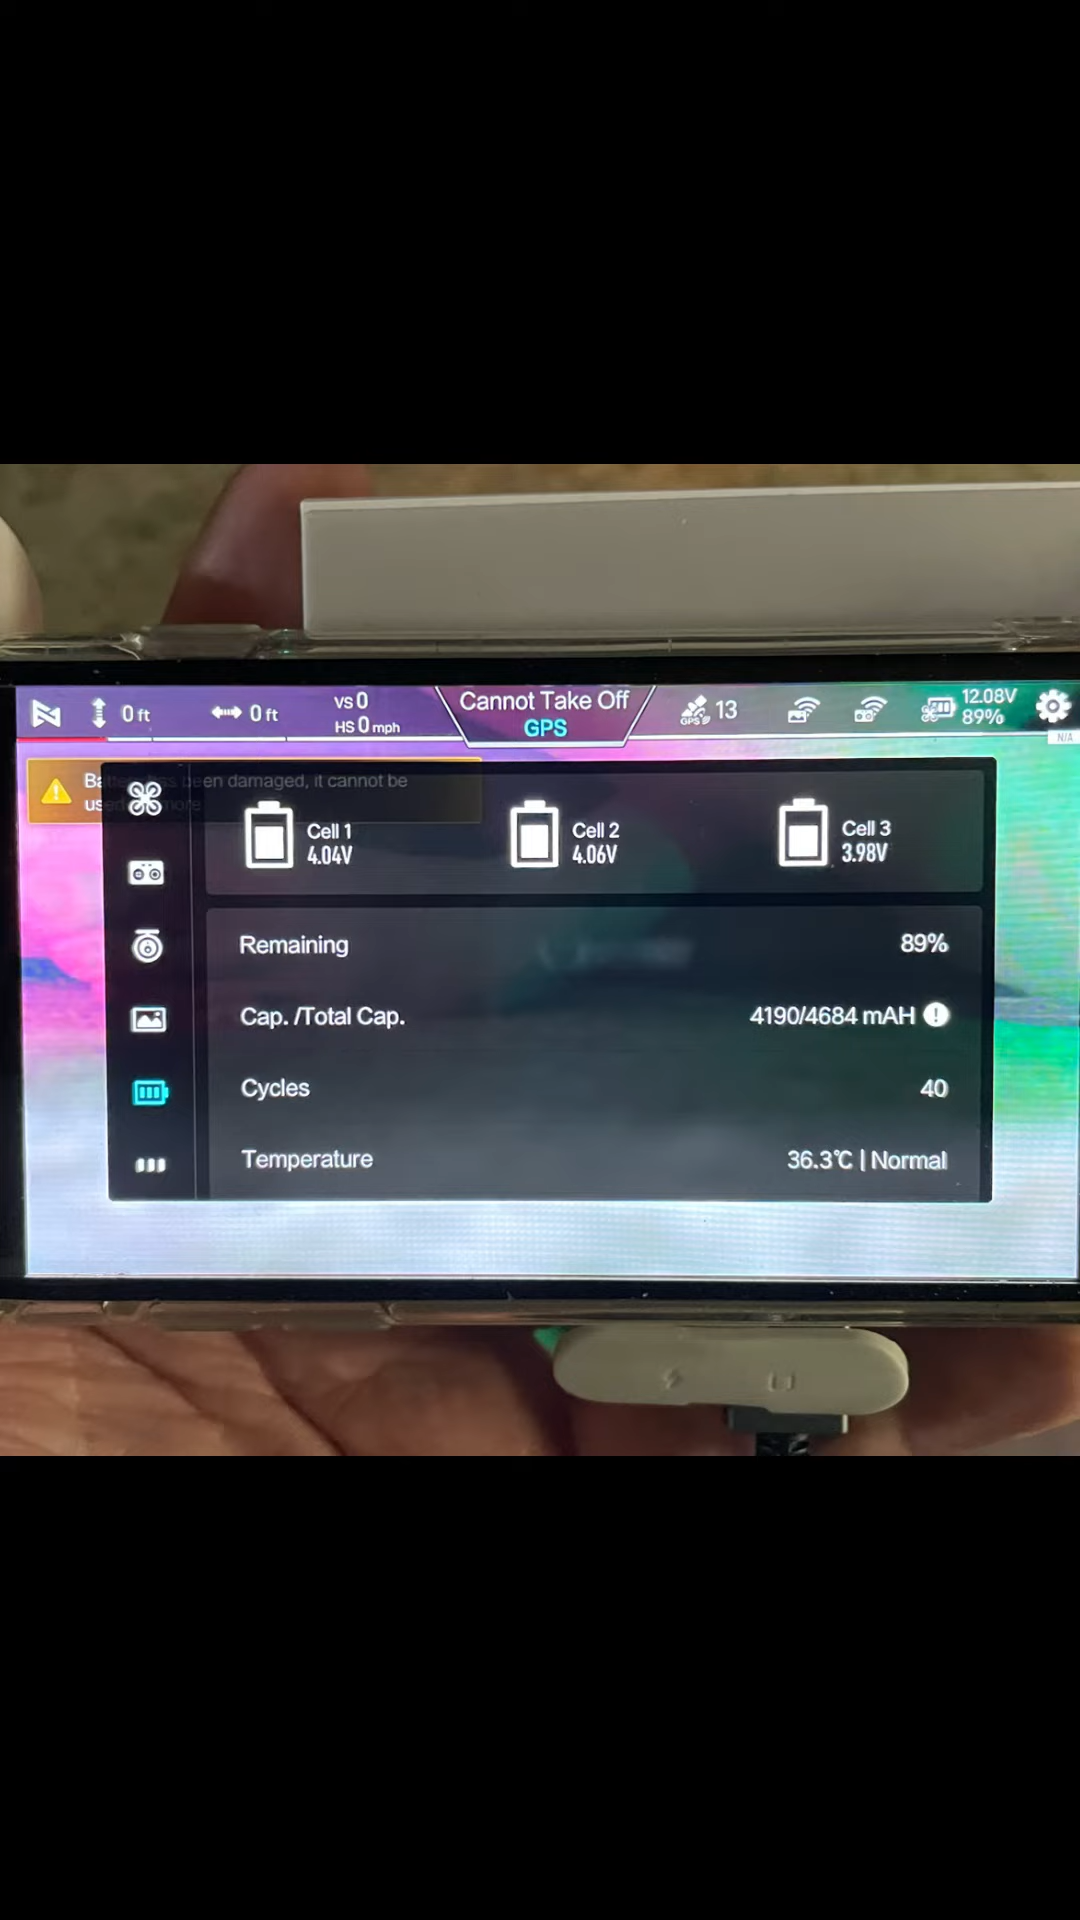 0 ft
0 ft
VS 0
HS 0 mph
Cannot Take Off
GPS
GPS
13
12.08V
89%
N/A
been damaged, it cannot be
Cell 1
4.04V
Cell 2
4.06V
Cell 3
3.98V
Remaining
89%
Cap. /Total Cap.
4190/4684 mAH
Cycles
40
Temperature
36.3℃ | Normal